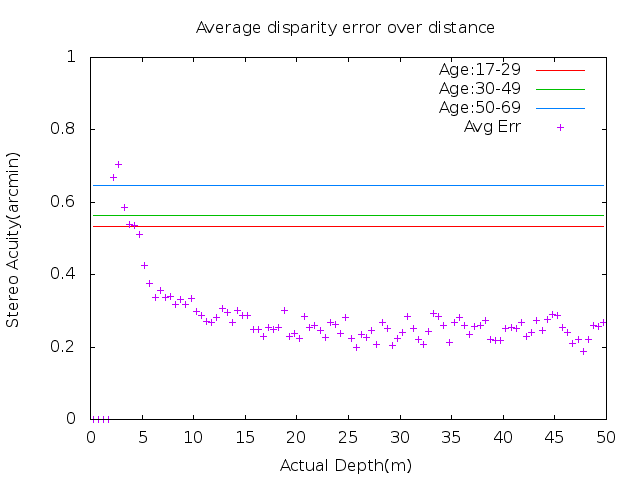 Average disparity error over distance
Age:17-29
Age:30-49
Age:50-69
Avg Err
Stereo Acuity(arcmin)
1
0.8
0.6
0.4
0.2
0
0 5 10 15 20 25 30 35 40 45 50
Actual Depth(m)